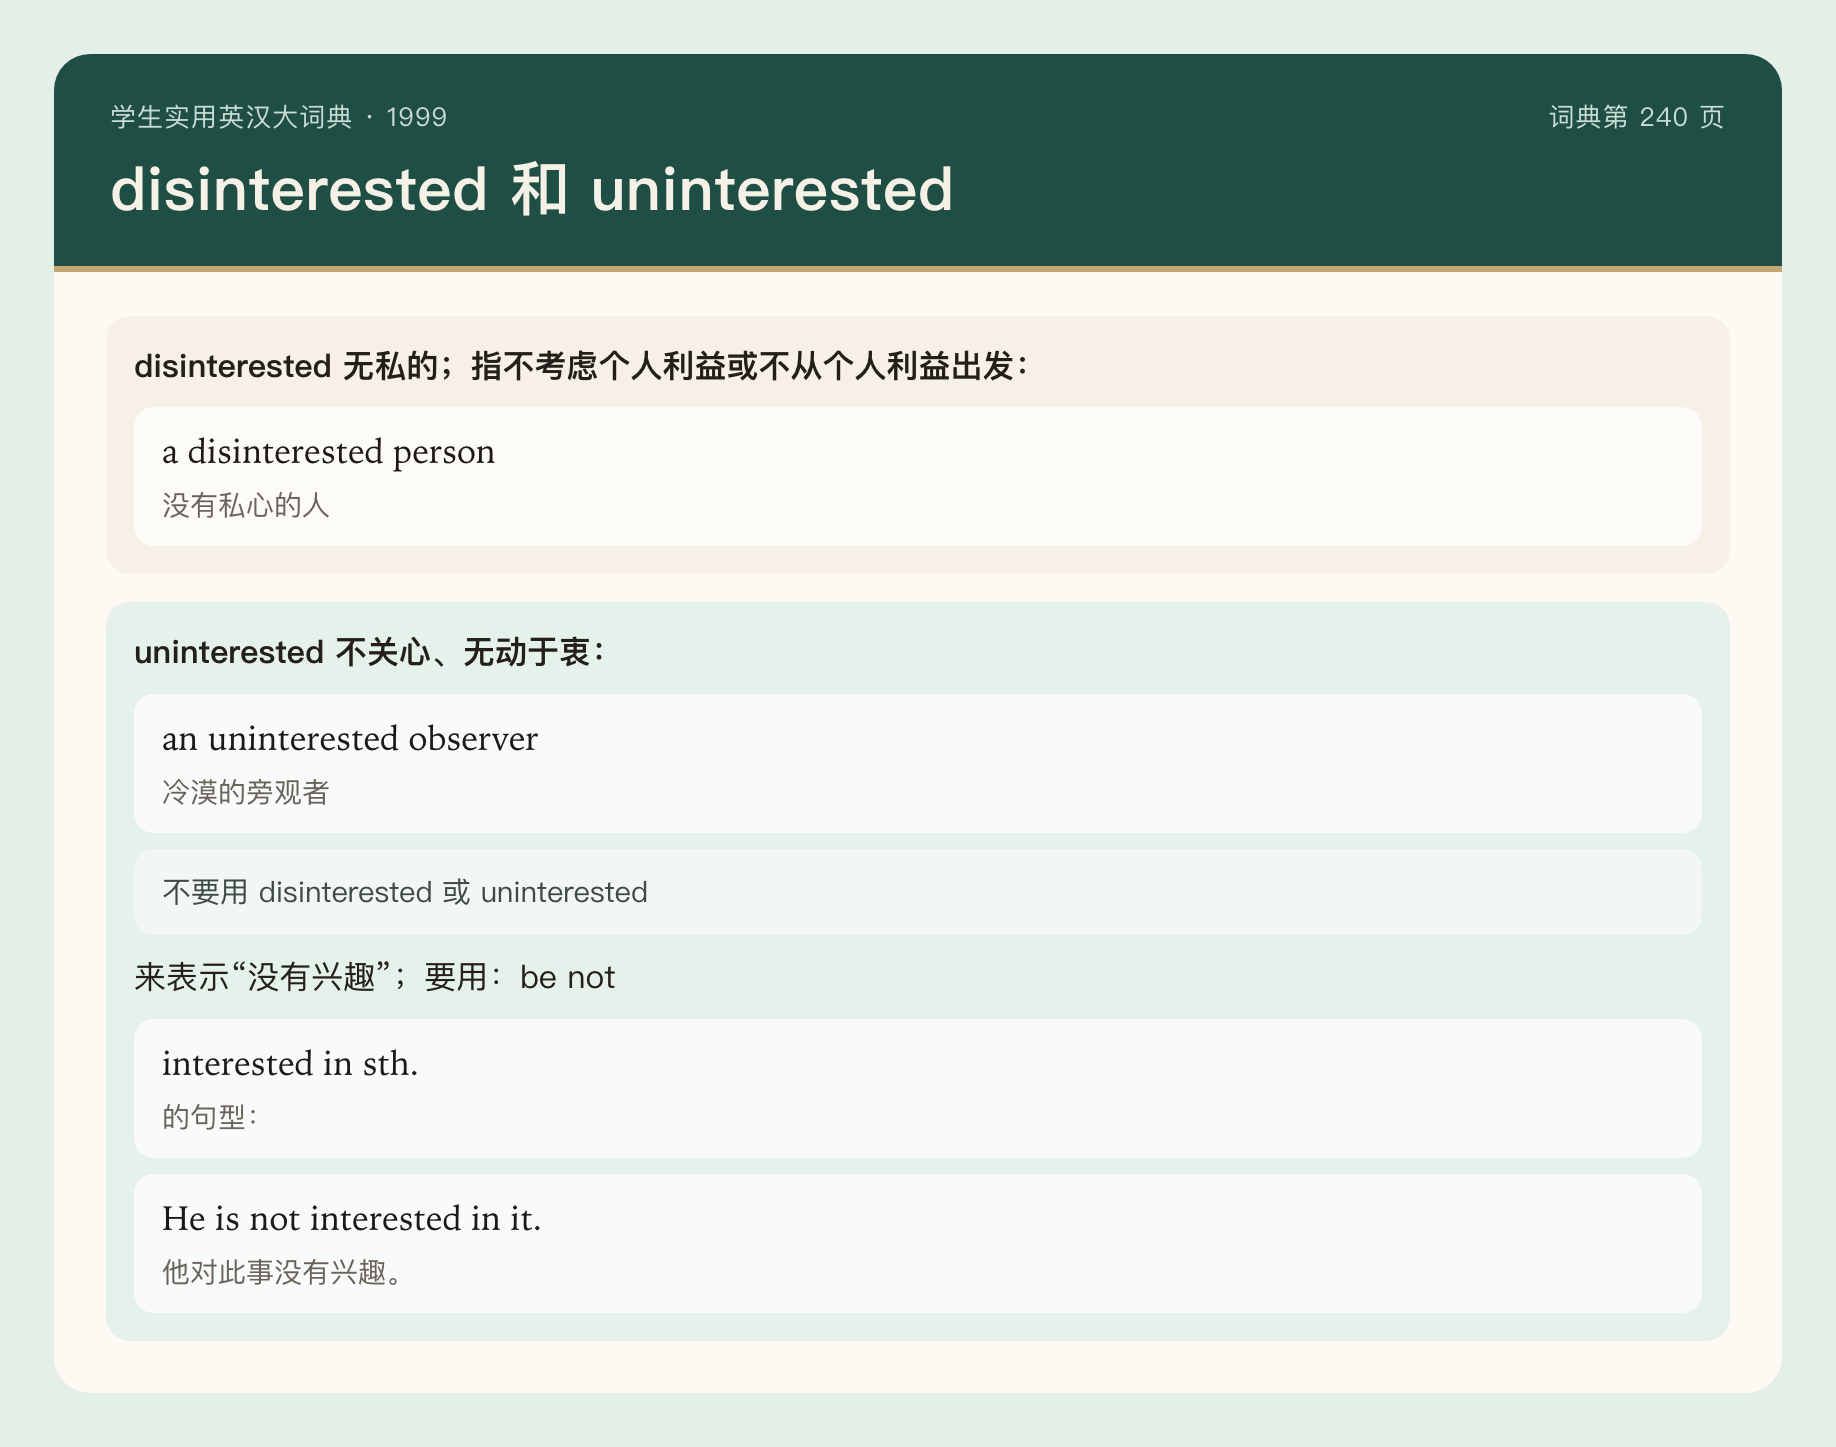 学生实用英汉大词典 · 1999
词典第 240 页
disinterested 和 uninterested
disinterested 无私的；指不考虑个人利益或不从个人利益出发：
a disinterested person
没有私心的人
uninterested 不关心、无动于衷：
an uninterested observer
冷漠的旁观者
不要用 disinterested 或 uninterested
来表示“没有兴趣”；要用：be not
interested in sth.
的句型：
He is not interested in it.
他对此事没有兴趣。